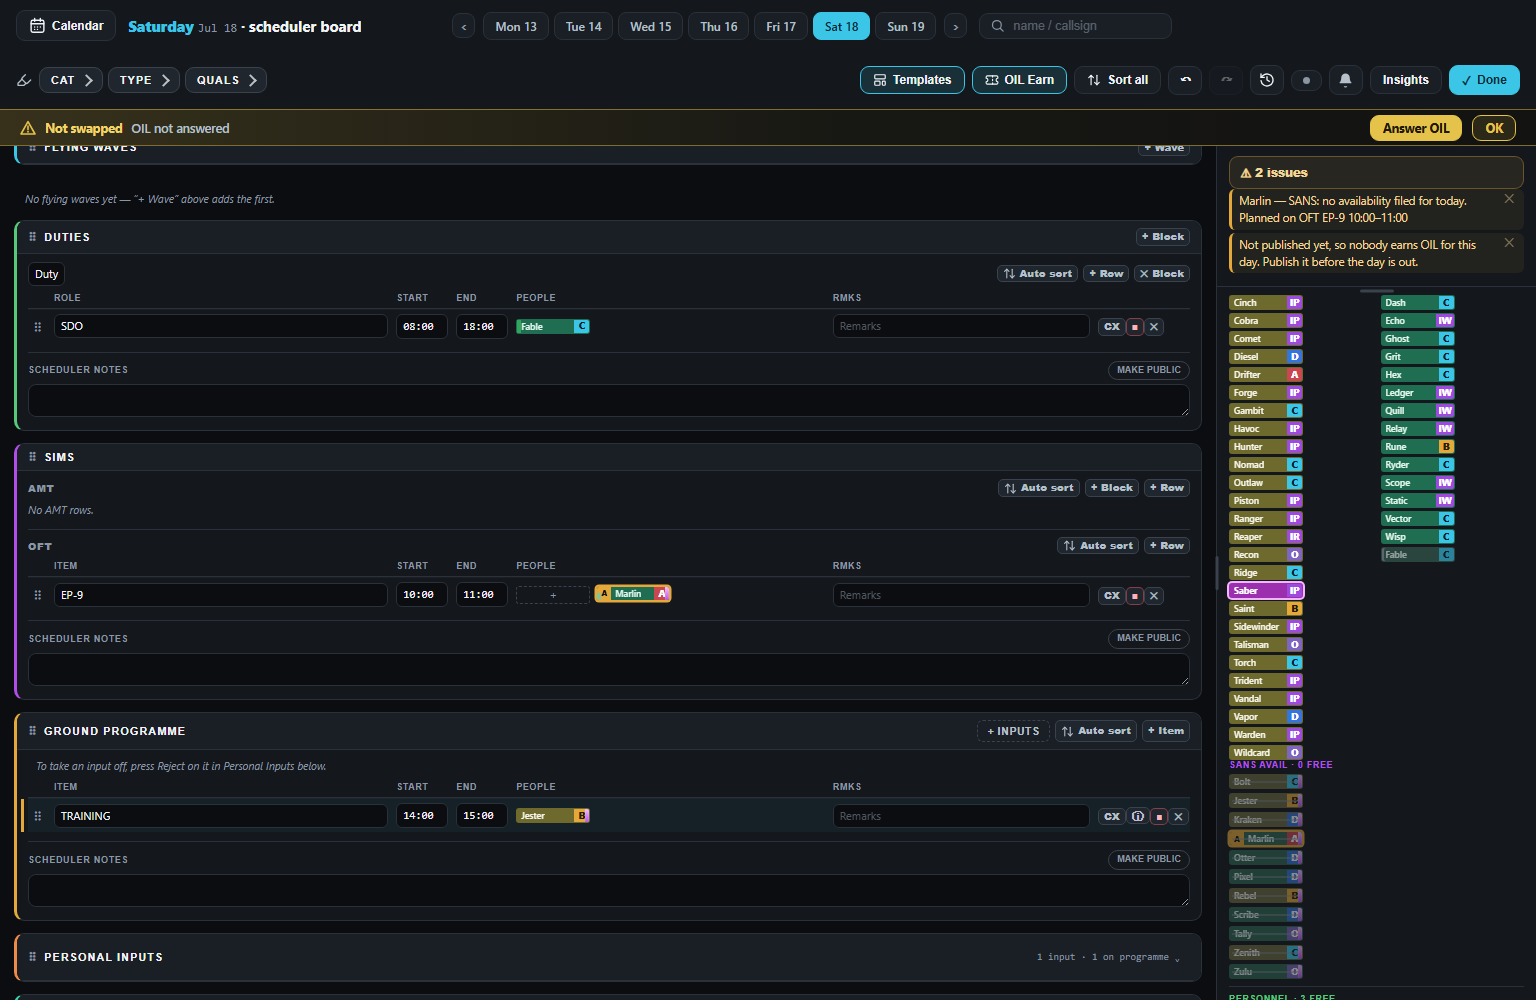 Calendar
Saturday Jul 18 · scheduler board
‹
Mon 13
Tue 14
Wed 15
Thu 16
Fri 17
Sat 18
Sun 19
›
name / callsign
CAT
TYPE
QUALS
Templates
OIL Earn
Sort all
Insights
✓ Done
Not swapped OIL not answered
Answer OIL
OK
FLYING WAVES
+ Wave
No flying waves yet — "+ Wave" above adds the first.
DUTIES
+ Block
Duty
Auto sort
+ Row
✕ Block
ROLE START END PEOPLE RMKS
SDO 08:00 18:00 Fable C Remarks CX
SCHEDULER NOTES
MAKE PUBLIC
SIMS
AMT
Auto sort
+ Block
+ Row
No AMT rows.
OFT
Auto sort
+ Row
ITEM START END PEOPLE RMKS
EP-9 10:00 11:00 + A Marlin A Remarks CX
SCHEDULER NOTES
MAKE PUBLIC
GROUND PROGRAMME
+ INPUTS
Auto sort
+ Item
To take an input off, press Reject on it in Personal Inputs below.
ITEM START END PEOPLE RMKS
TRAINING 14:00 15:00 Jester B Remarks CX
SCHEDULER NOTES
MAKE PUBLIC
PERSONAL INPUTS
1 input · 1 on programme
2 issues
Marlin — SANS: no availability filed for today.
Planned on OFT EP-9 10:00–11:00
Not published yet, so nobody earns OIL for this
day. Publish it before the day is out.
Cinch IP
Cobra IP
Comet IP
Diesel D
Drifter A
Forge IP
Gambit C
Havoc IP
Hunter IP
Nomad C
Outlaw C
Piston IP
Ranger IP
Reaper IR
Recon O
Ridge C
Saber IP
Saint B
Sidewinder IP
Talisman O
Torch C
Trident IP
Vandal IP
Vapor D
Warden IP
Wildcard O
Dash C
Echo IW
Ghost C
Grit C
Hex C
Ledger IW
Quill IW
Relay IW
Rune B
Ryder C
Scope IW
Static IW
Vector C
Wisp C
Fable C
SANS AVAIL · 0 FREE
Bolt C
Jester B
Kraken D
A Marlin A
Otter D
Pixel D
Rebel B
Scribe D
Tally O
Zenith C
Zulu O
PERSONNEL · 3 FREE